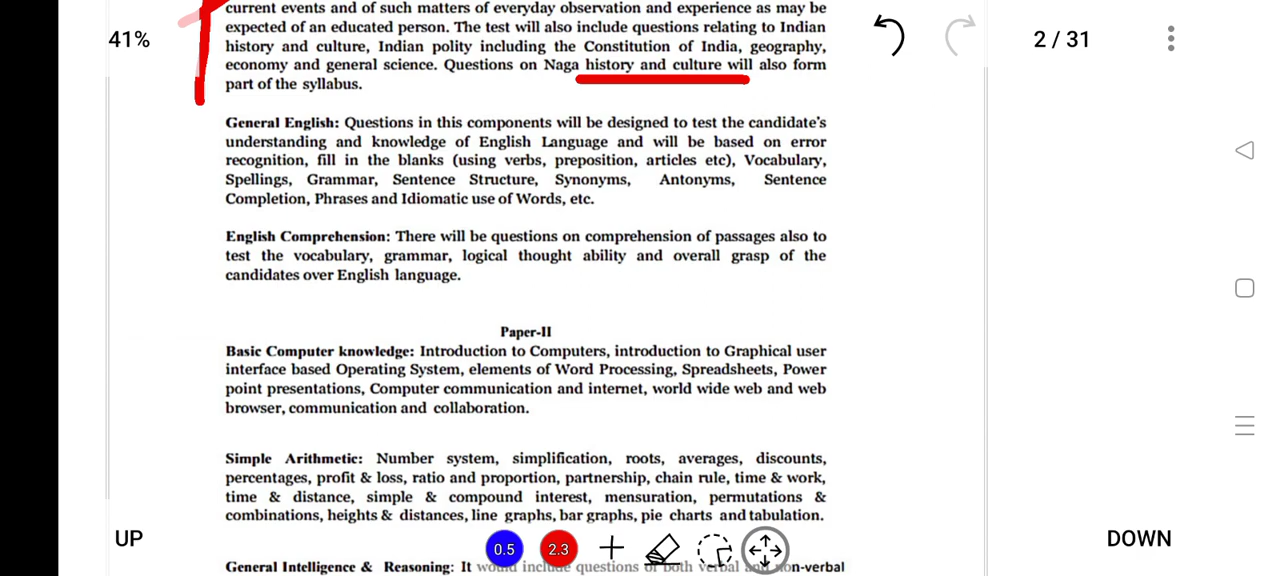 current events and of such matters of everyday observation and experience as may be
41%
expected of an educated person. The test will also include questions relating to Indian
2 / 31
history and culture, Indian polity including the Constitution of India, geography,
economy and general science. Questions on Naga history and culture will also form
part of the syllabus.
General English: Questions in this components will be designed to test the candidate's
understanding and knowledge of English Language and will be based on error
recognition, fill in the blanks (using verbs, preposition, articles etc), Vocabulary,
Spellings, Grammar, Sentence Structure, Synonyms, Antonyms, Sentence
Completion, Phrases and Idiomatic use of Words, etc.
English Comprehension: There will be questions on comprehension of passages also to
test the vocabulary, grammar, logical thought ability and overall grasp of the
candidates over English language.
Paper-II
Basic Computer knowledge: Introduction to Computers, introduction to Graphical user
interface based Operating System, elements of Word Processing, Spreadsheets, Power
point presentations, Computer communication and internet, world wide web and web
browser, communication and collaboration.
Simple Arithmetic: Number system, simplification, roots, averages, discounts,
percentages, profit & loss, ratio and proportion, partnership, chain rule, time & work,
time & distance, simple & compound interest, mensuration, permutations &
combinations, heights & distances, line graphs, bar graphs, pie charts and tabulation.
UP
0.5
2.3
DOWN
General Intelligence & Reasoning: It would include questions of both verbal and non-verbal